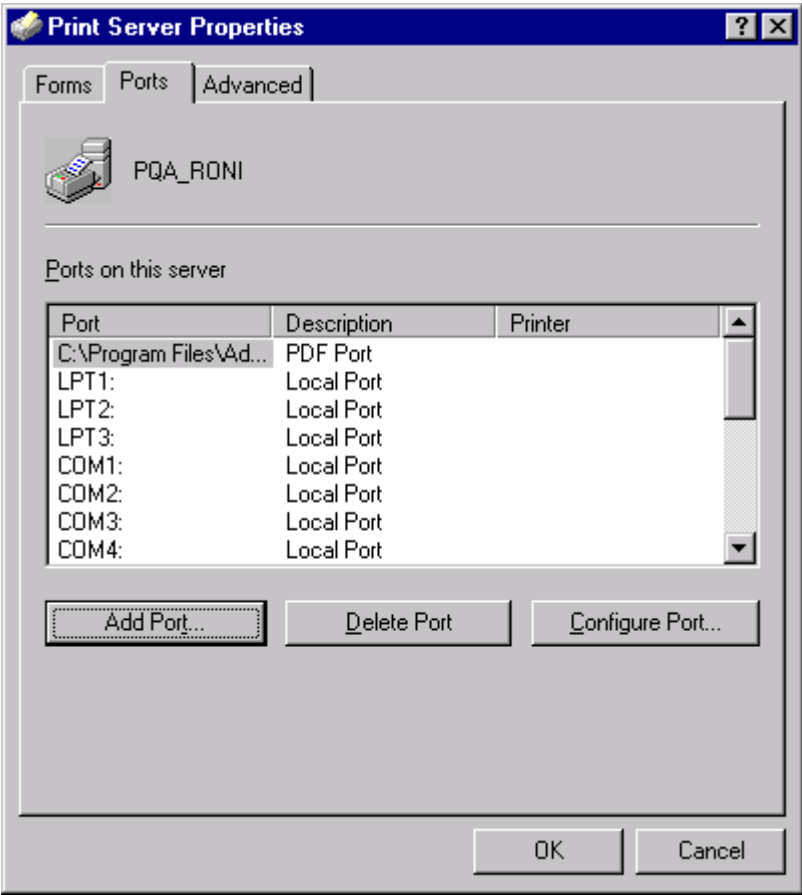 Print Server Properties
Forms Ports Advanced
PQA_RONI
Ports on this server
Port Description Printer
C:\Program Files\Ad... PDF Port
LPT1: Local Port
LPT2: Local Port
LPT3: Local Port
COM1: Local Port
COM2: Local Port
COM3: Local Port
COM4: Local Port
Add Port... Delete Port Configure Port...
OK Cancel